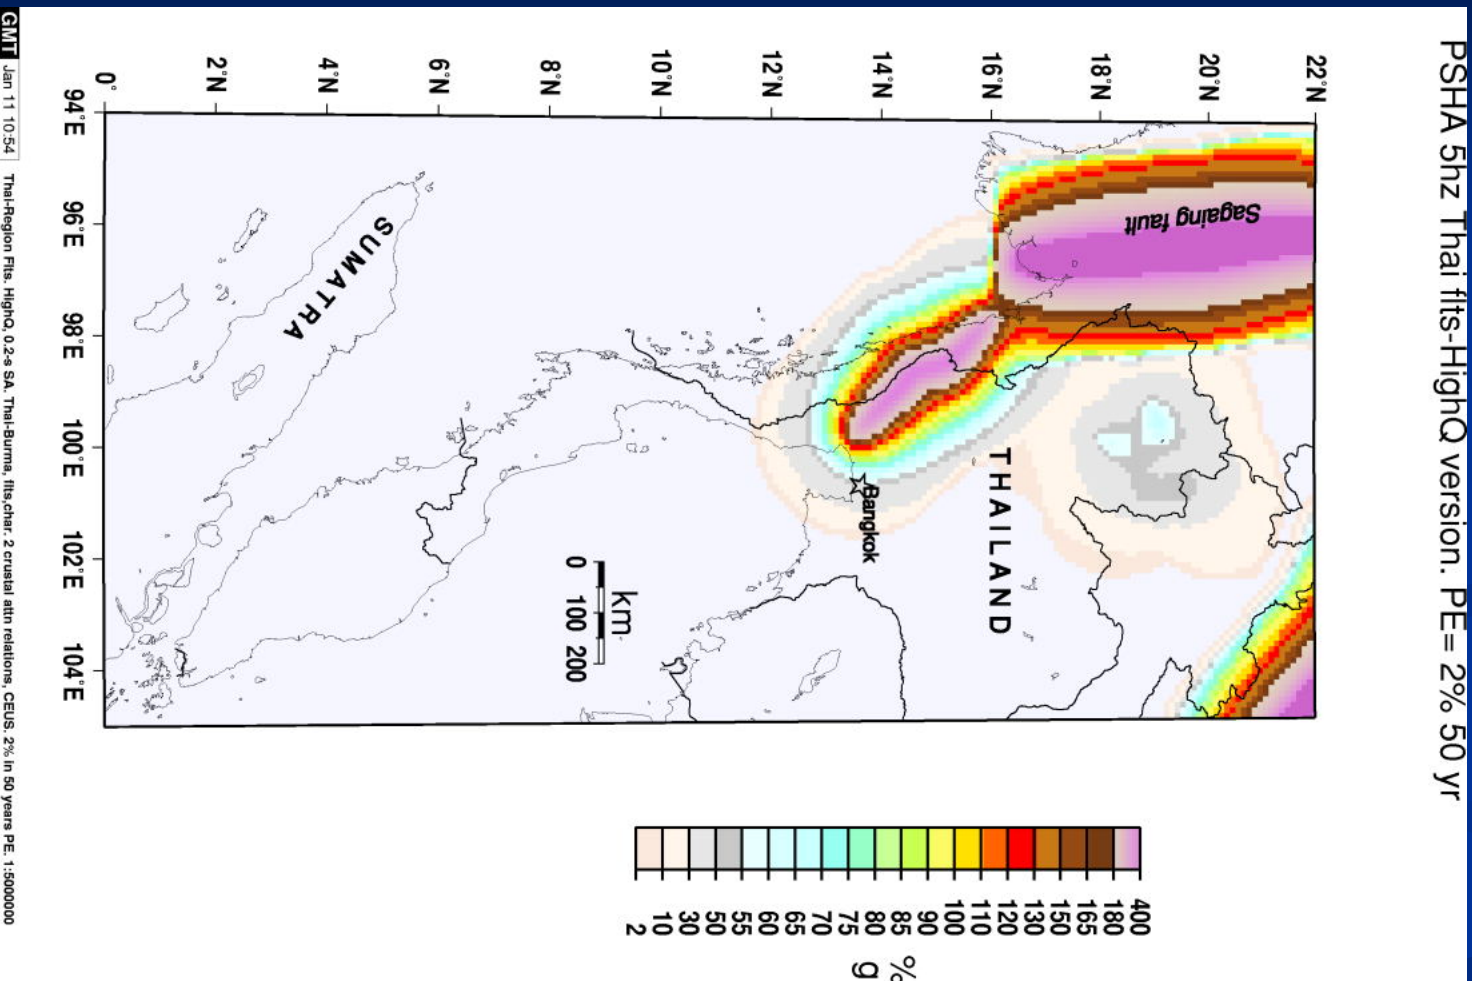 PSHA 5hz Thai flts-HighQ version. PE= 2% 50 yr
22°N
20°N
18°N
16°N
14°N
12°N
10°N
8°N
6°N
4°N
2°N
0°
94°E
96°E
98°E
100°E
102°E
104°E
Sagaing fault
SUMATRA
THAILAND
Bangkok
km
0 100 200
400
180
165
150
130
120
110
100
90
85
80
75
70
65
60
55
50
30
10
2
%
g
GMT Jan 11 10:54 Thai-Region Flts. HighQ, 0.2-s SA. Thai-Burma, flts,char. 2 crustal attn relations, CEUS. 2% in 50 years PE. 1:5000000